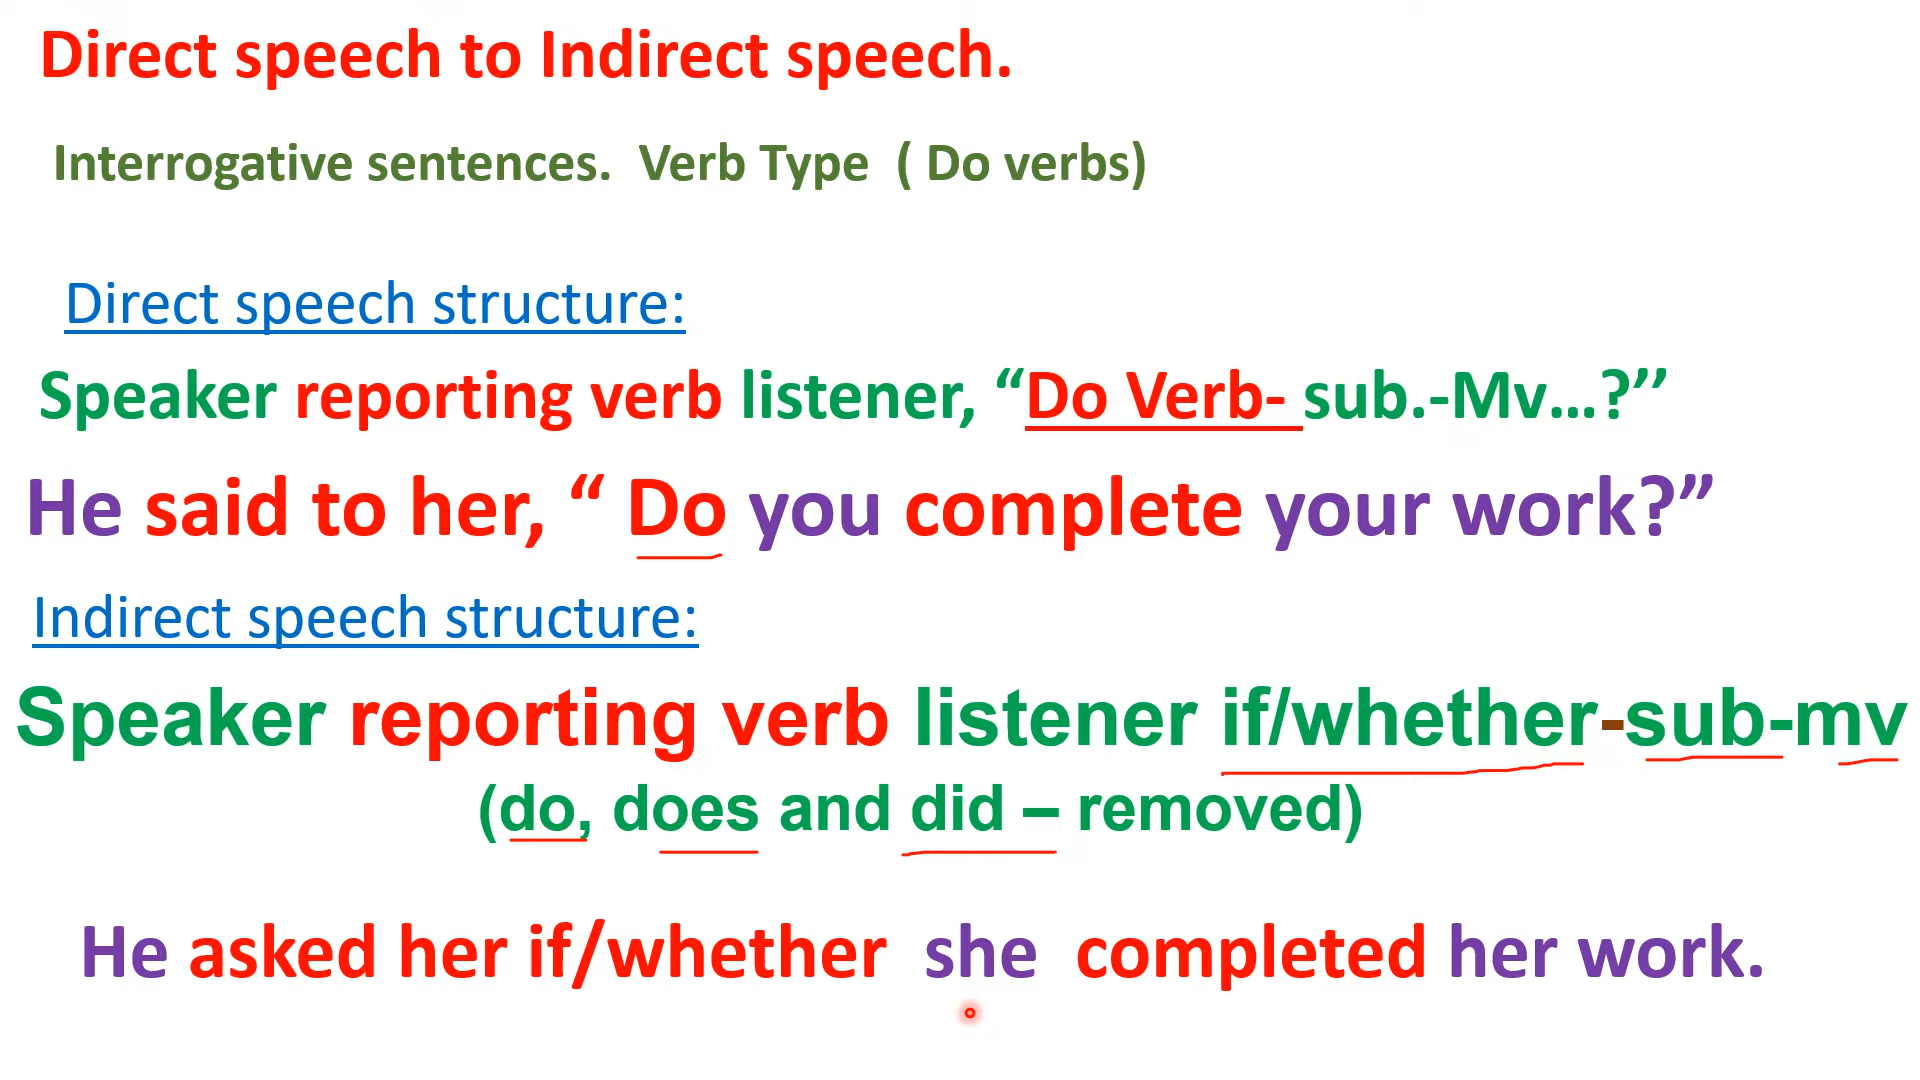 Direct speech to Indirect speech.
Interrogative sentences.  Verb Type  ( Do verbs)
Direct speech structure:
Speaker reporting verb listener, “Do Verb- sub.-Mv...?’’
He said to her, “ Do you complete your work?”
Indirect speech structure:
Speaker reporting verb listener if/whether-sub-mv
(do, does and did – removed)
He asked her if/whether  she  completed her work.